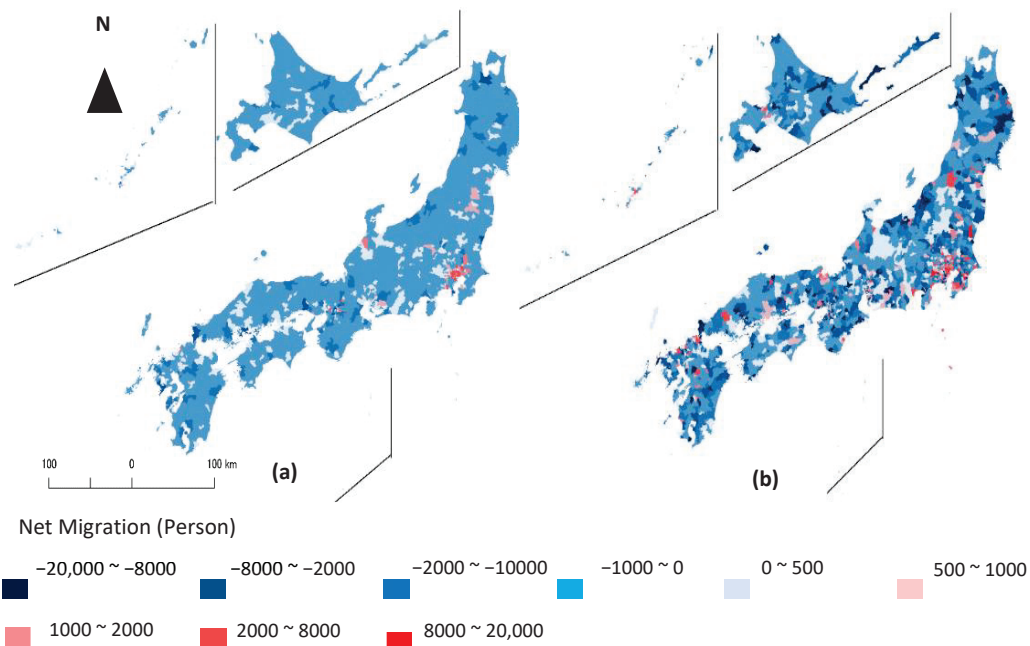 N
100 0 100 km
(a)
(b)
Net Migration (Person)
−20,000 ~ −8000 −8000 ~ −2000 −2000 ~ −10000 −1000 ~ 0 0 ~ 500 500 ~ 1000
1000 ~ 2000 2000 ~ 8000 8000 ~ 20,000